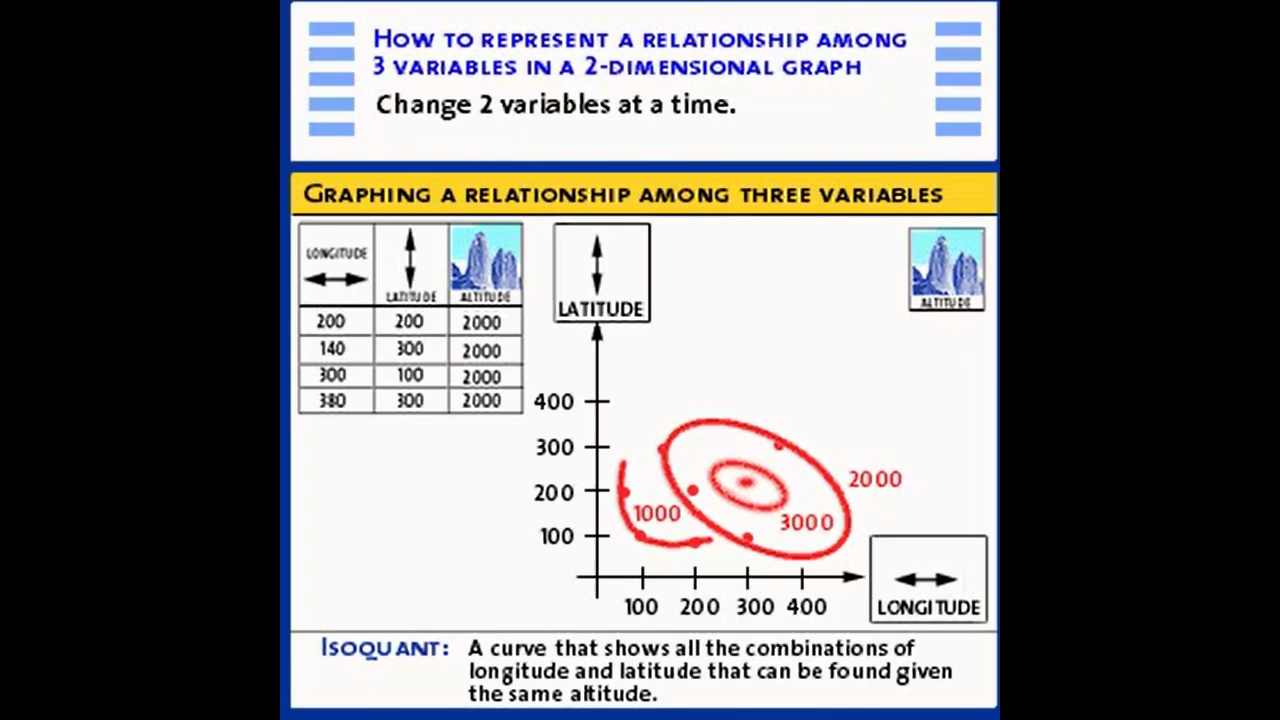 HOW TO REPRESENT A RELATIONSHIP AMONG
3 VARIABLES IN A 2-DIMENSIONAL GRAPH
Change 2 variables at a time.
GRAPHING A RELATIONSHIP AMONG THREE VARIABLES
LONGITUDE
LATITUDE
ALTITUDE
200 200 2000
140 300 2000
300 100 2000
380 300 2000
LATITUDE
ALTITUDE
400
300
200
100
1000
2000
3000
100 200 300 400
LONGITUDE
ISOQUANT: A curve that shows all the combinations of
longitude and latitude that can be found given
the same altitude.